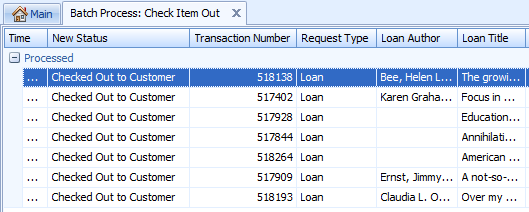 Main Batch Process: Check Item Out X
Time New Status Transaction Number Request Type Loan Author Loan Title
Processed
... Checked Out to Customer 518138 Loan Bee, Helen L... The growi...
... Checked Out to Customer 517402 Loan Karen Graha... Focus in ...
... Checked Out to Customer 517928 Loan Education...
... Checked Out to Customer 517844 Loan Annihilati...
... Checked Out to Customer 518264 Loan American ...
... Checked Out to Customer 517909 Loan Ernst, Jimmy... A not-so-...
... Checked Out to Customer 518193 Loan Claudia L. O... Over my ...